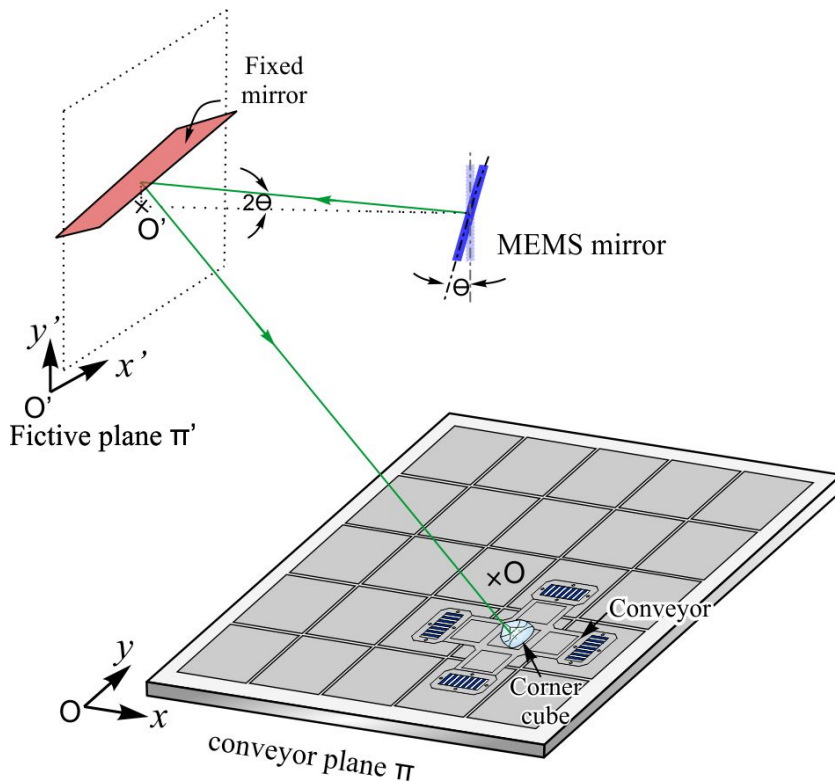 Fixed
mirror
2Θ
O'
MEMS mirror
Θ
y'
x'
O'
Fictive plane π'
O
Conveyor
y
Corner
cube
O
x
conveyor plane π